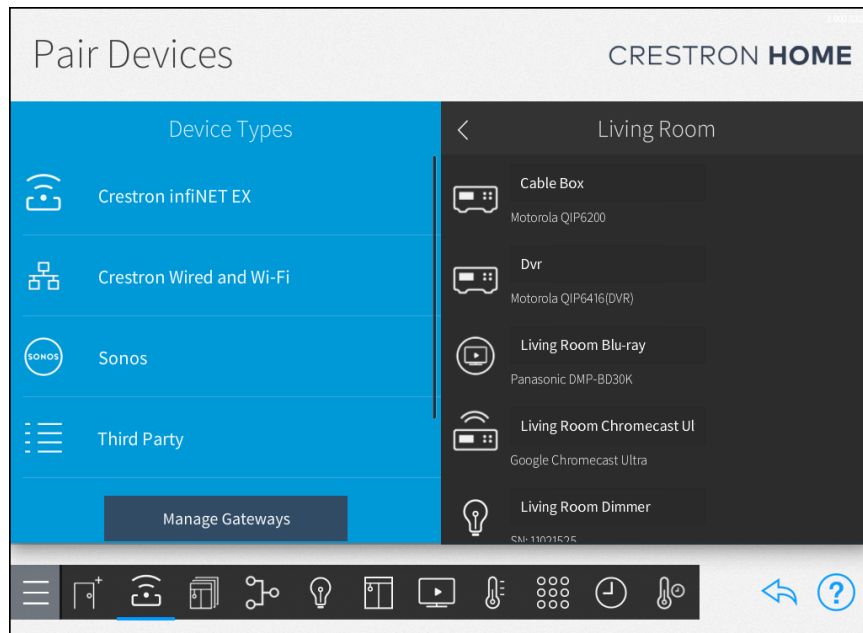 Pair Devices
CRESTRON HOME
Device Types
Crestron infiNET EX
Crestron Wired and Wi-Fi
SONOS
Sonos
Third Party
Manage Gateways
Living Room
Cable Box
Motorola QIP6200
Dvr
Motorola QIP6416(DVR)
Living Room Blu-ray
Panasonic DMP-BD30K
Living Room Chromecast Ul
Google Chromecast Ultra
Living Room Dimmer
SN: 11021525
?